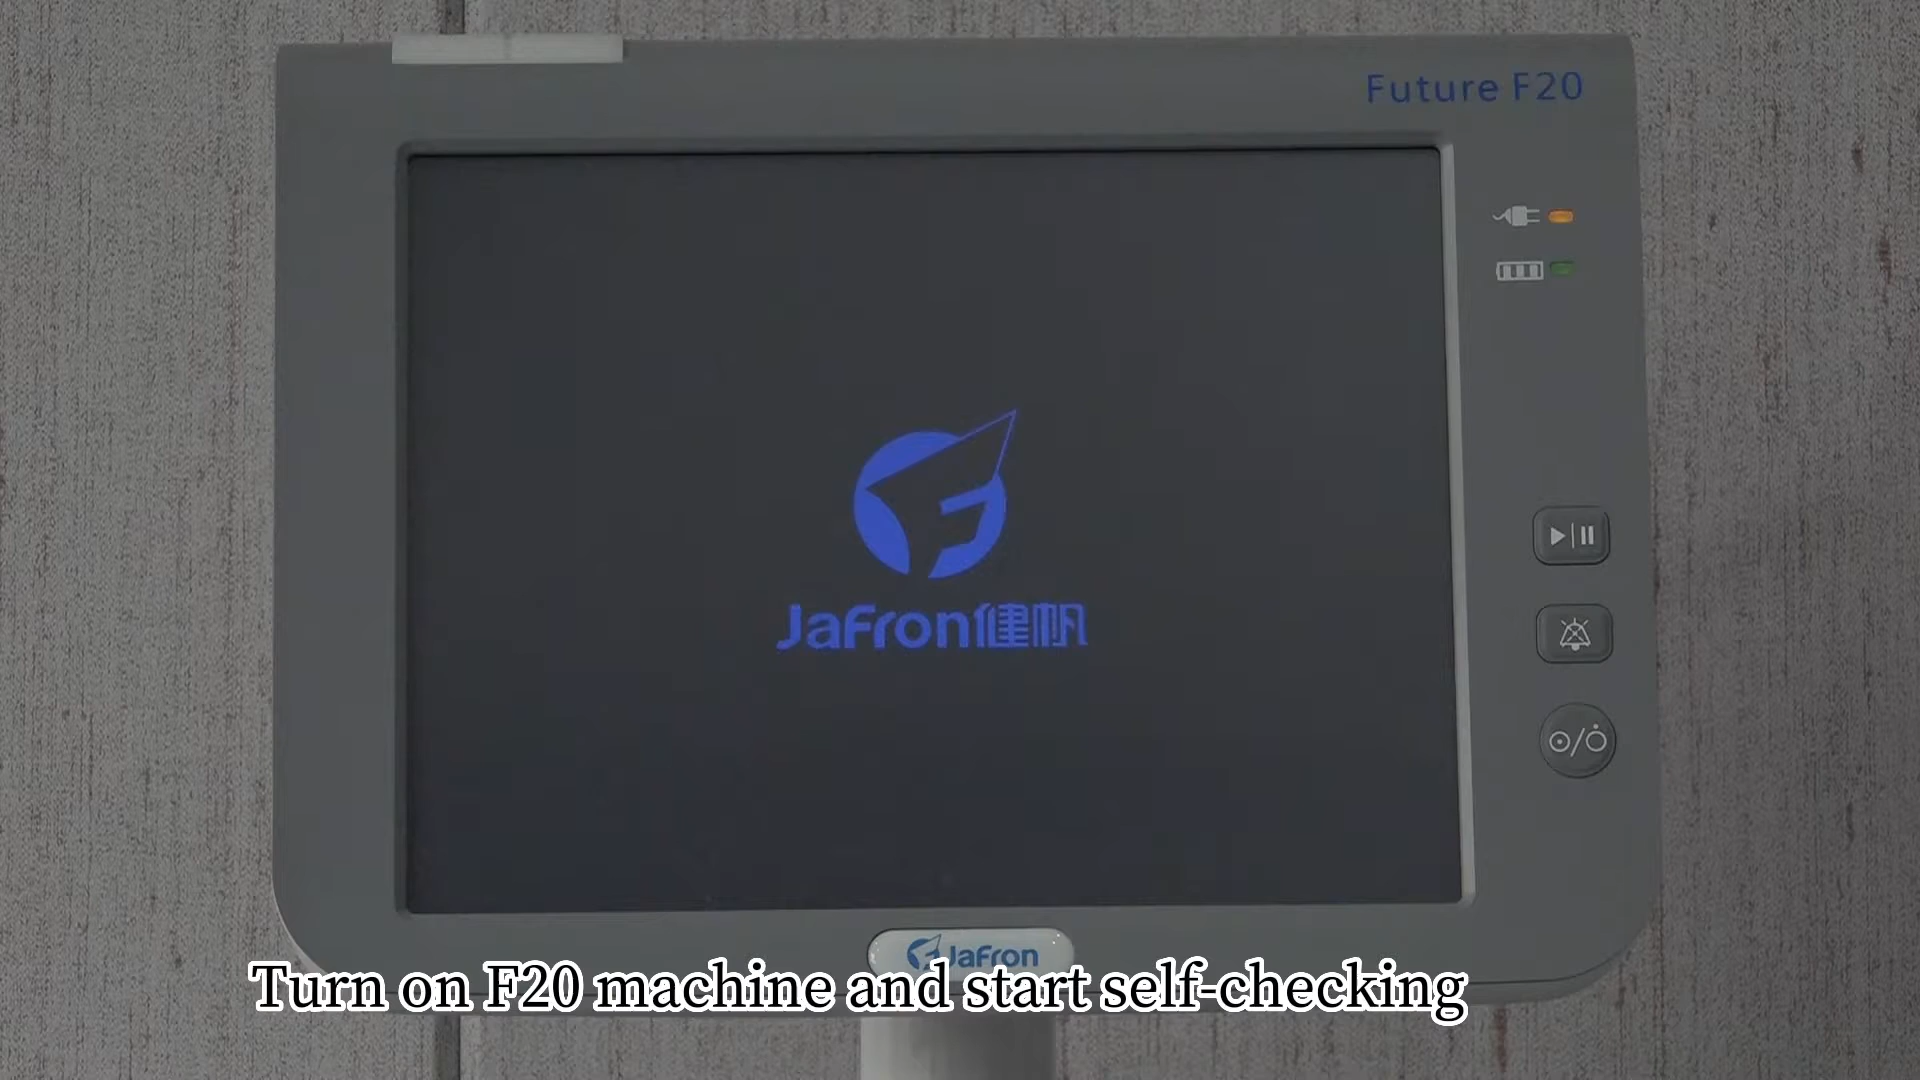 Future F20
JaFron健帆
JaFron
Turn on F20 machine and start self-checking